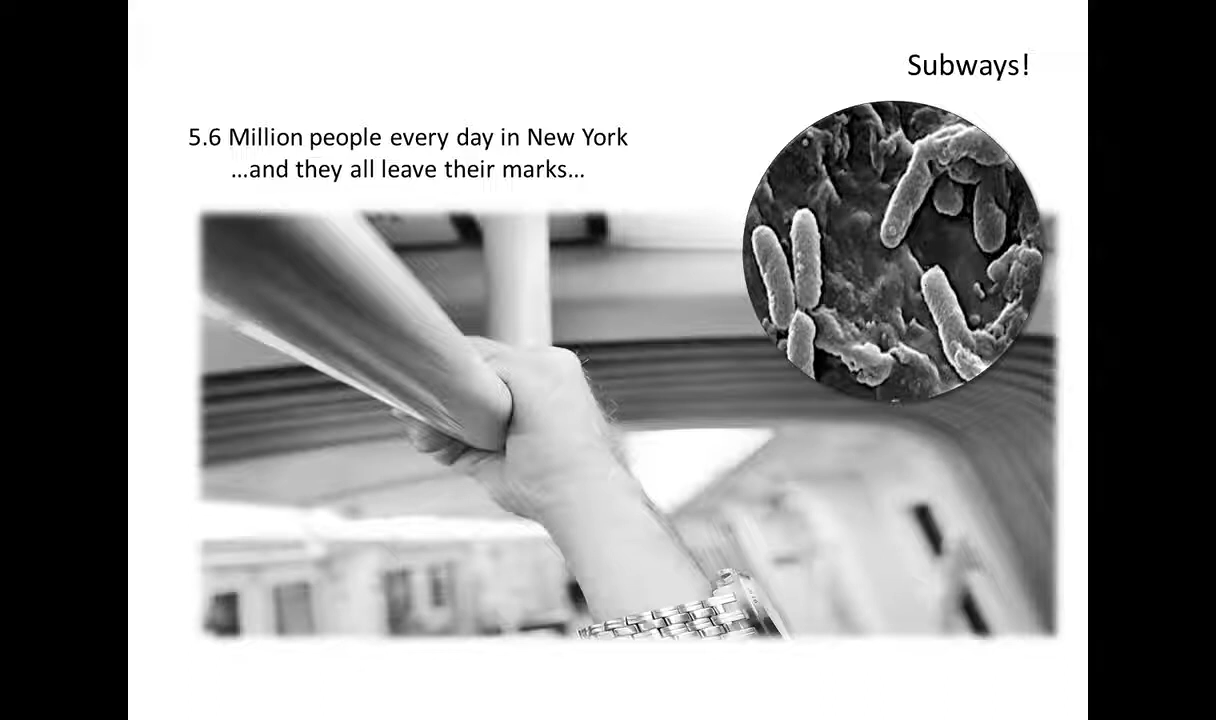 Subways!
5.6 Million people every day in New York
...and they all leave their marks...